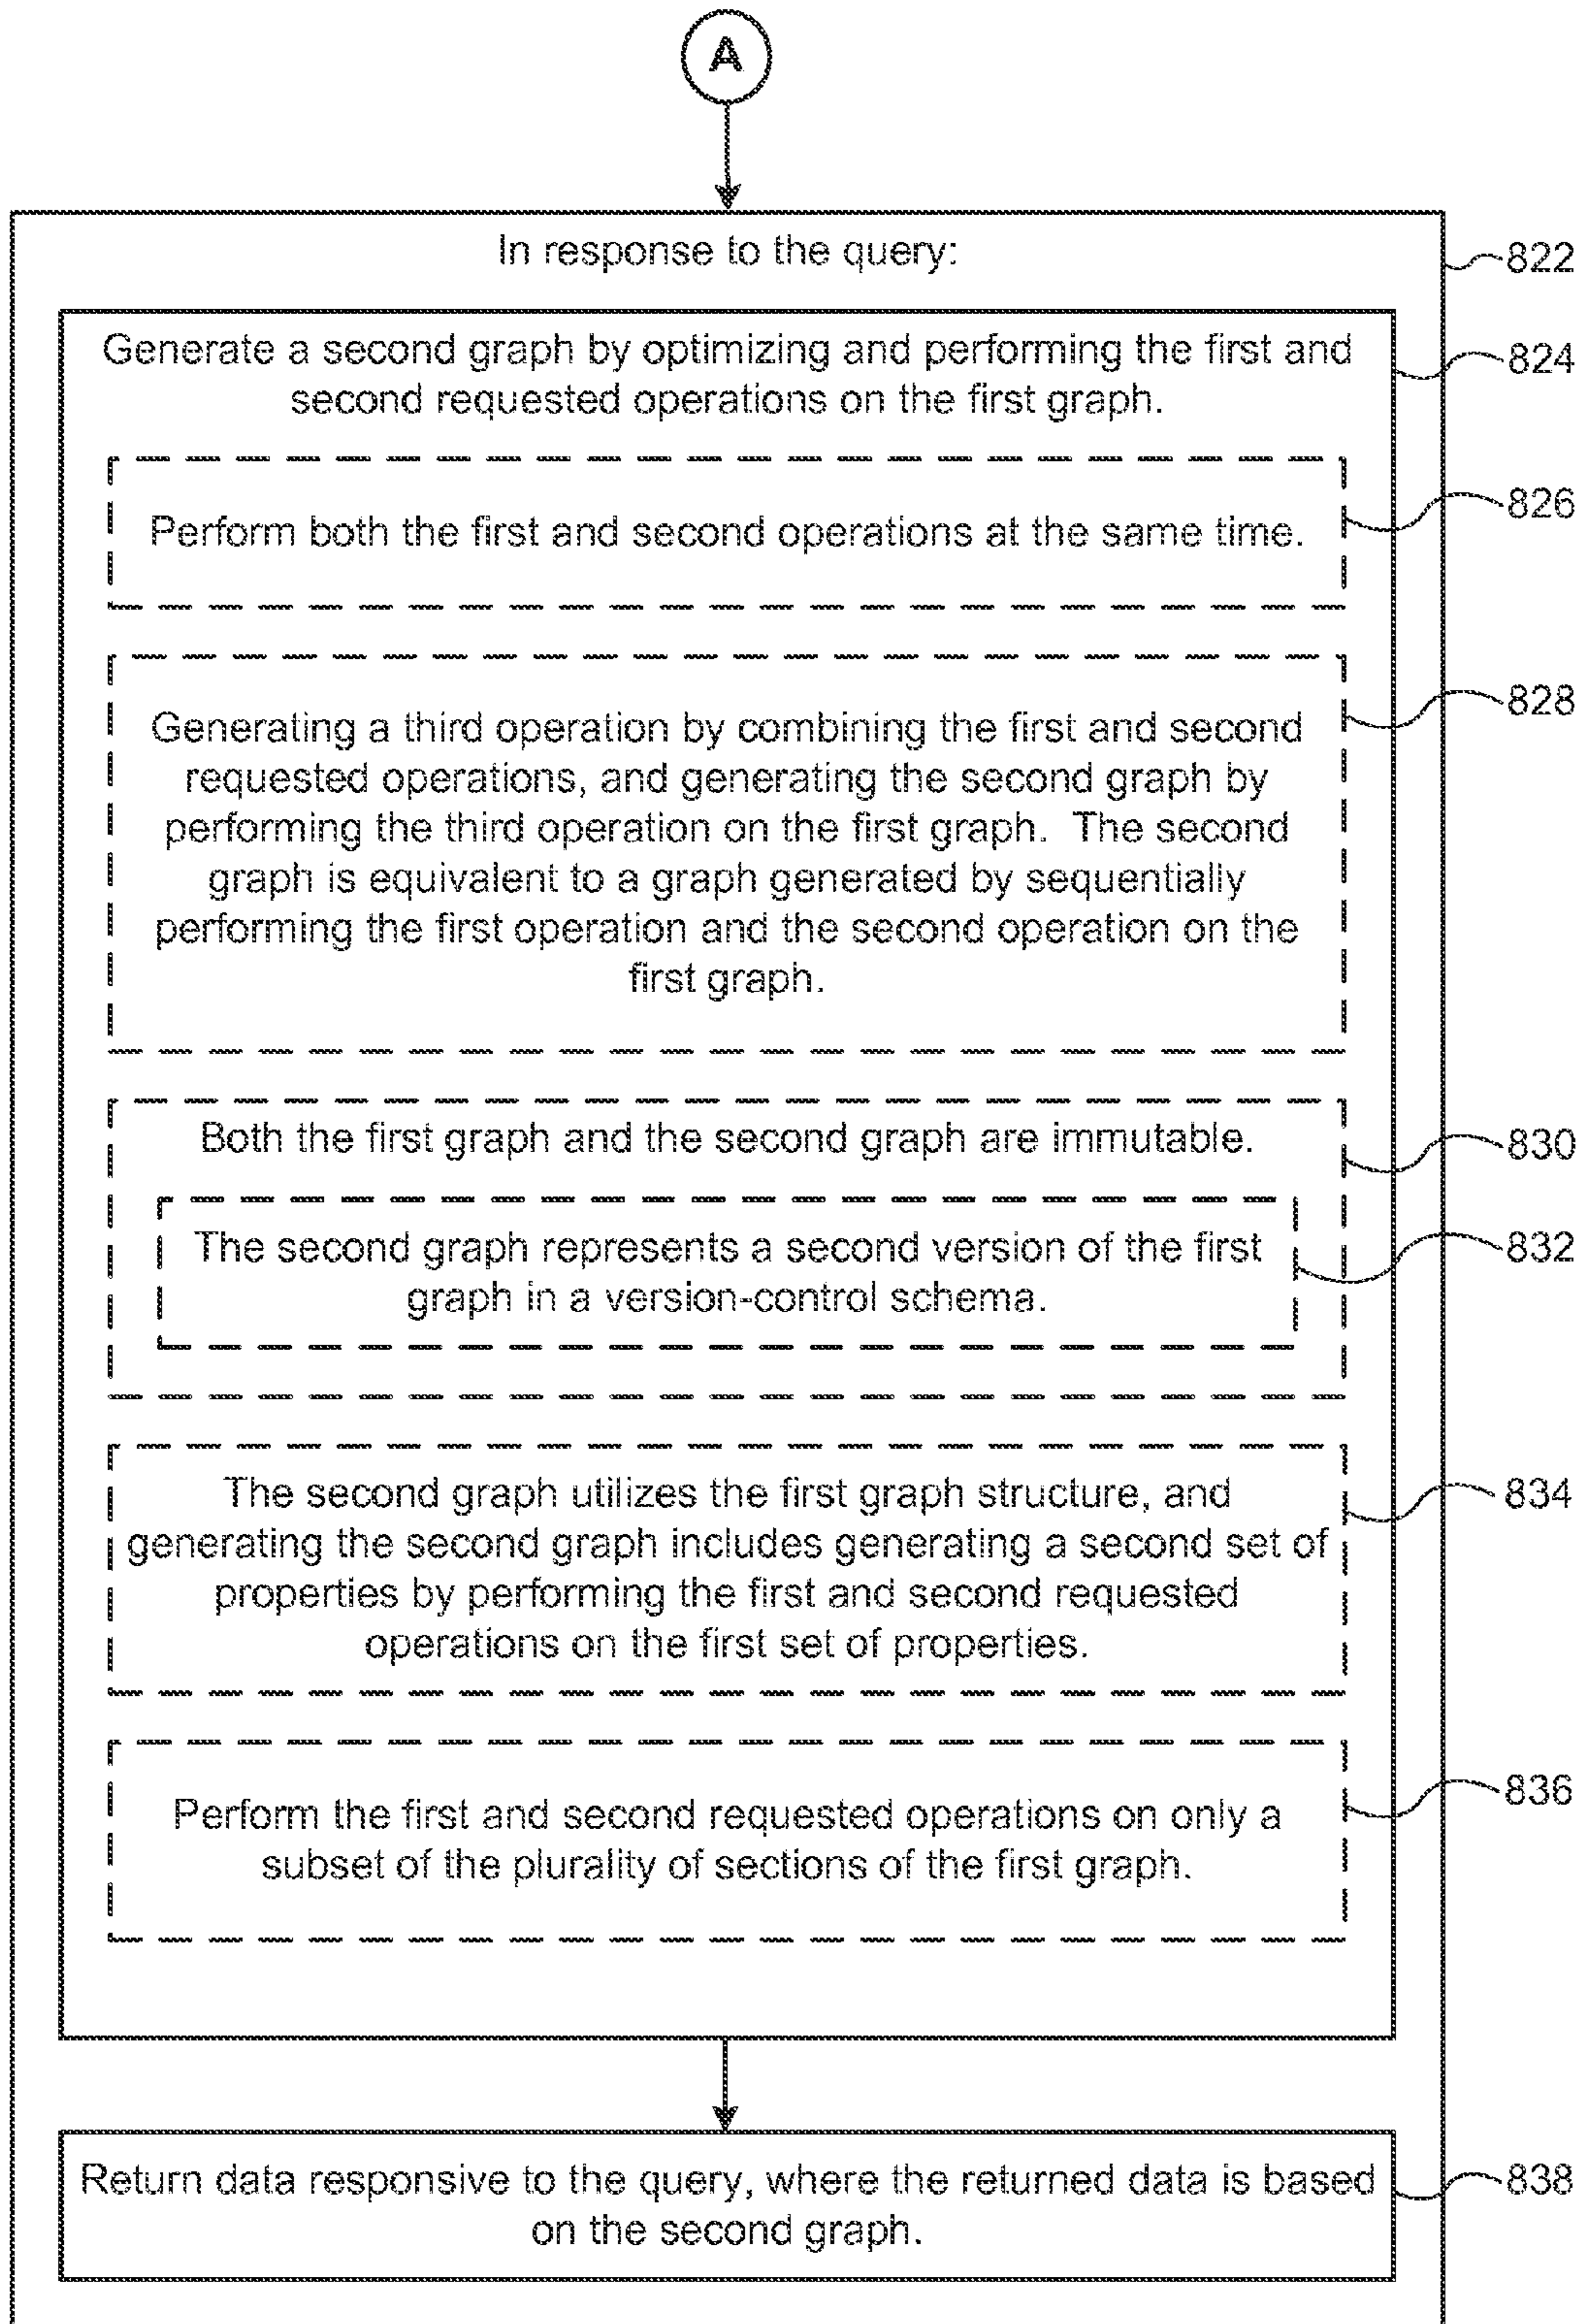 A
In response to the query:
822
Generate a second graph by optimizing and performing the first and
second requested operations on the first graph.
824
Perform both the first and second operations at the same time.
826
Generating a third operation by combining the first and second
requested operations, and generating the second graph by
performing the third operation on the first graph. The second
graph is equivalent to a graph generated by sequentially
performing the first operation and the second operation on the
first graph.
828
Both the first graph and the second graph are immutable.
830
The second graph represents a second version of the first
graph in a version-control schema.
832
The second graph utilizes the first graph structure, and
generating the second graph includes generating a second set of
properties by performing the first and second requested
operations on the first set of properties.
834
Perform the first and second requested operations on only a
subset of the plurality of sections of the first graph.
836
Return data responsive to the query, where the returned data is based
on the second graph.
838